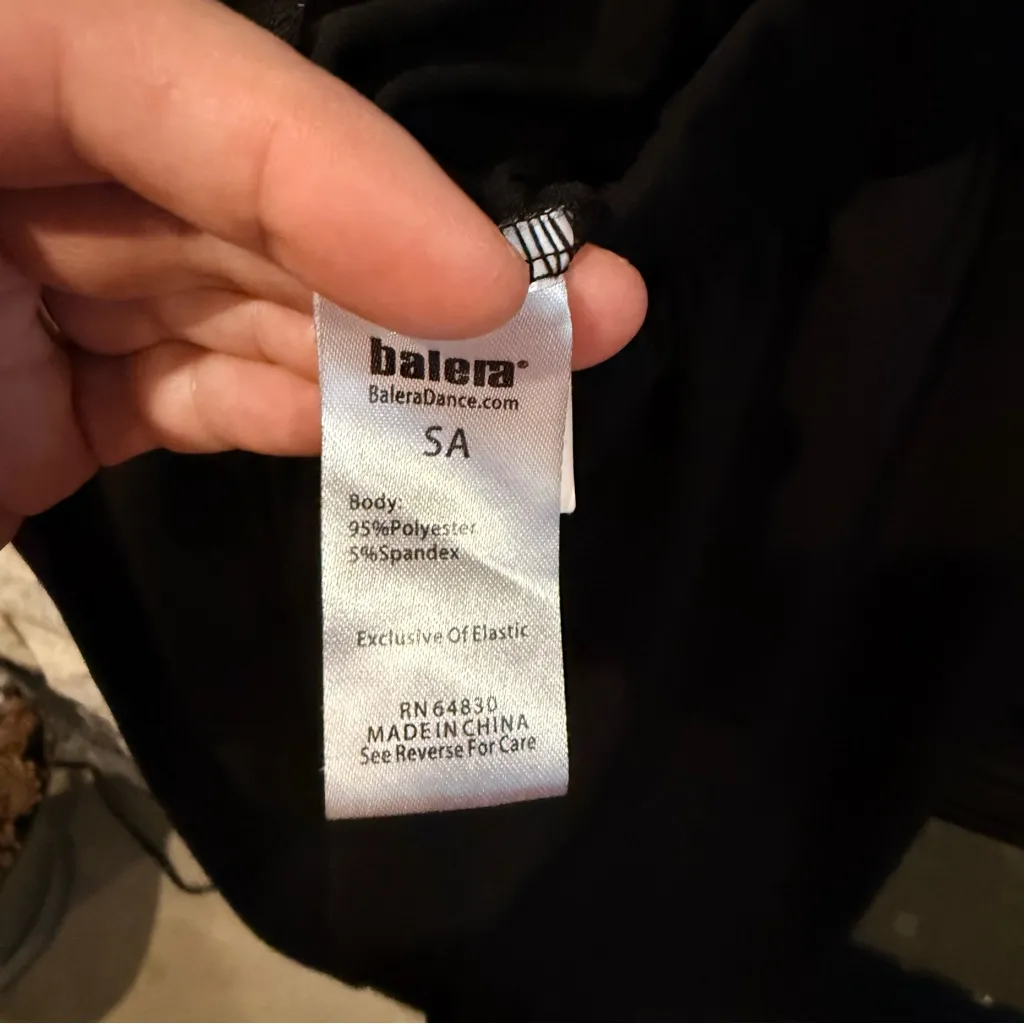 balera®
BaleraDance.com
SA
Body:
95%Polyester
5%Spandex
Exclusive Of Elastic
RN 64830
MADE IN CHINA
See Reverse For Care